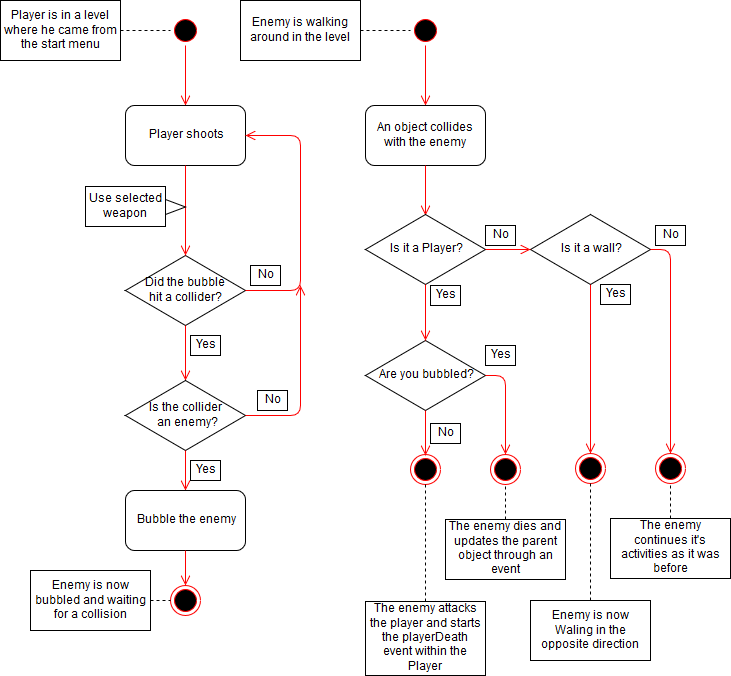 Player is in a level
where he came from
the start menu
Player shoots
Use selected
weapon
Did the bubble
hit a collider?
No
Yes
Is the collider
an enemy?
No
Yes
Bubble the enemy
Enemy is now
bubbled and waiting
for a collision
Enemy is walking
around in the level
An object collides
with the enemy
Is it a Player?
No
Is it a wall?
No
Yes
Yes
Are you bubbled?
Yes
No
The enemy dies and
updates the parent
object through an
event
The enemy
continues it's
activities as it was
before
The enemy attacks
the player and starts
the playerDeath
event within the
Player
Enemy is now
Waling in the
opposite direction